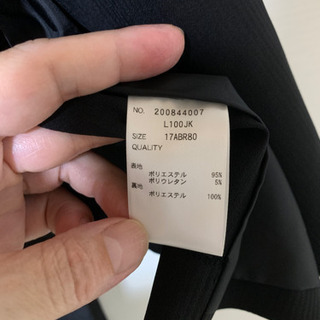 NO. 200844007
L100JK
SIZE 17ABR80
QUALITY
表地
ポリエステル 95%
ポリウレタン 5%
裏地
ポリエステル 100%